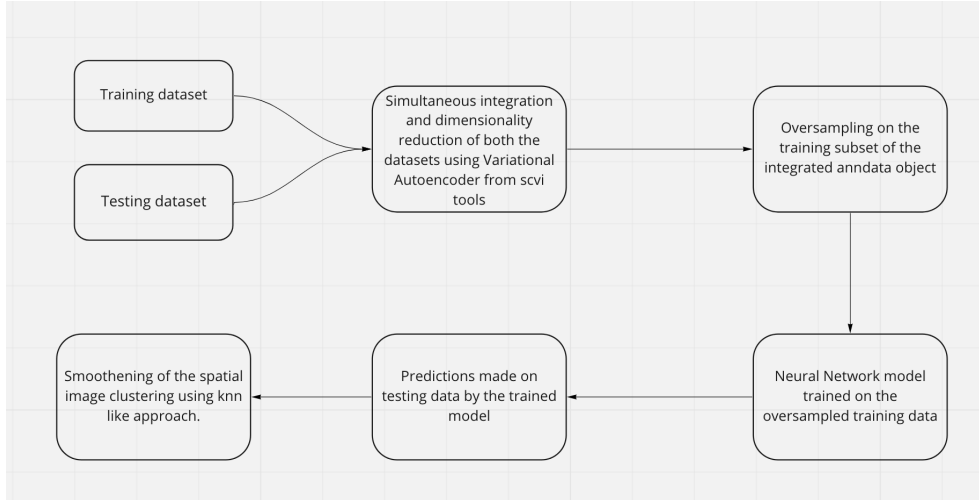 Training dataset
Testing dataset
Simultaneous integration
and dimensionality
reduction of both the
datasets using Variational
Autoencoder from scvi
tools
Oversampling on the
training subset of the
integrated anndata object
Neural Network model
trained on the
oversampled training data
Predictions made on
testing data by the trained
model
Smoothening of the spatial
image clustering using knn
like approach.